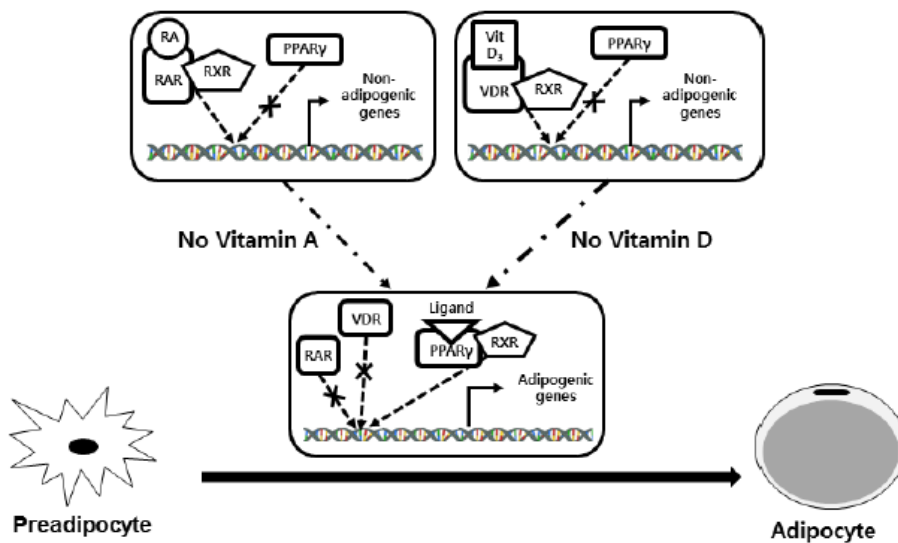 RA
RAR
RXR
PPARγ
Non-
adipogenic
genes
Vit
D3
VDR
RXR
PPARγ
Non-
adipogenic
genes
No Vitamin A
No Vitamin D
RAR
VDR
Ligand
PPARγ
RXR
Adipogenic
genes
Preadipocyte
Adipocyte